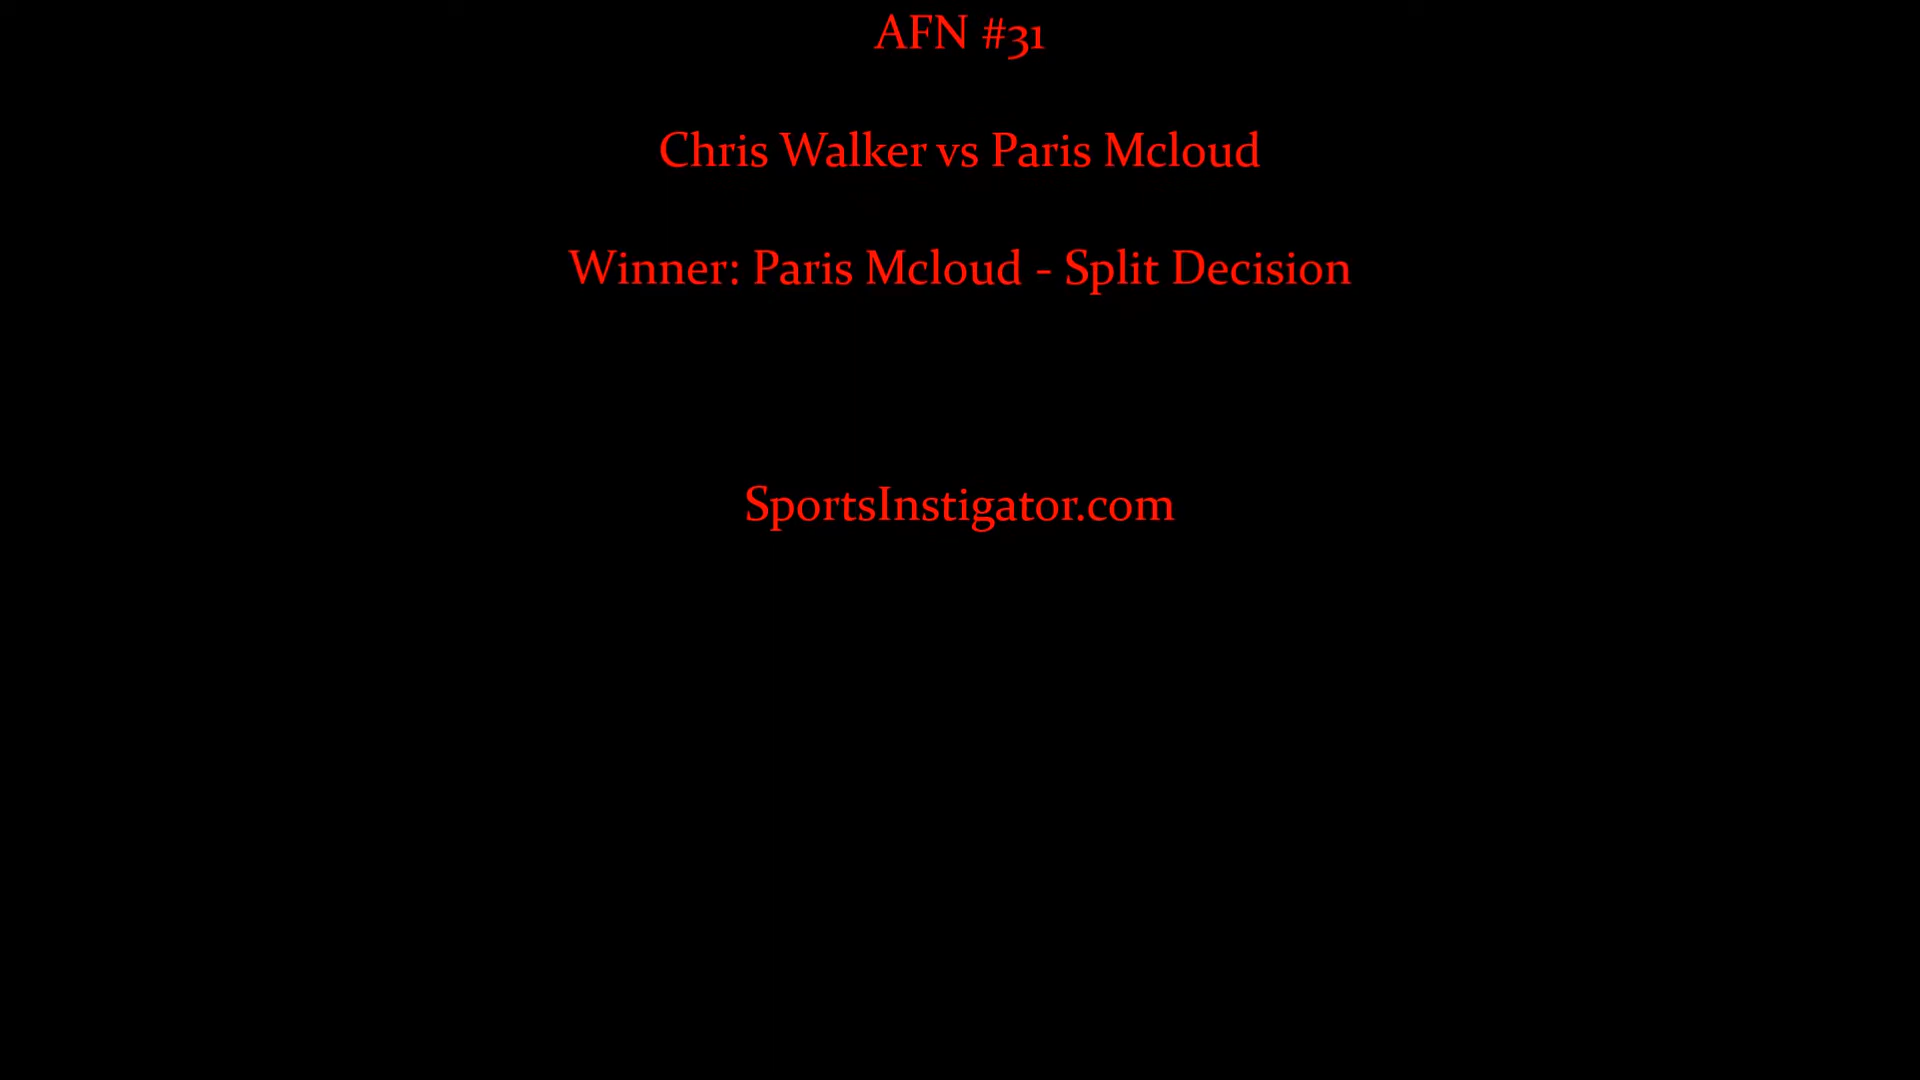 AFN #31
Chris Walker vs Paris Mcloud
Winner: Paris Mcloud - Split Decision
SportsInstigator.com